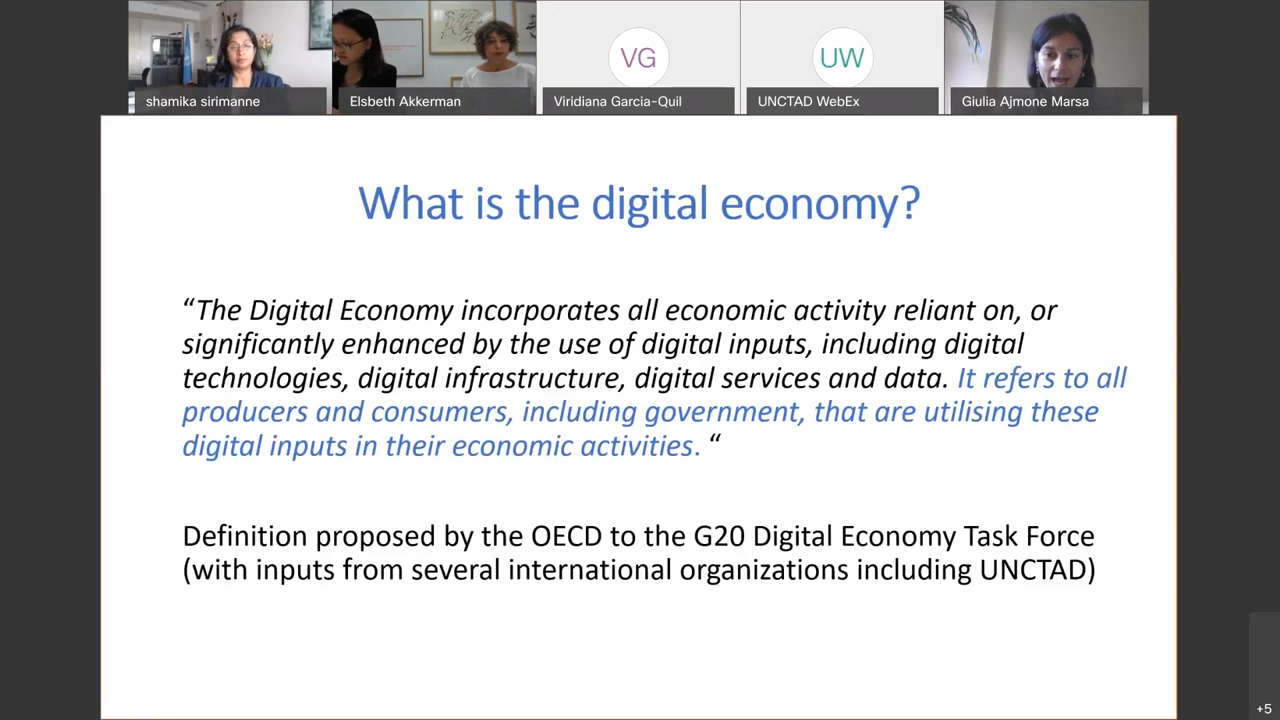 shamika sirimanne
Elsbeth Akkerman
VG
Viridiana Garcia-Quil
UW
UNCTAD WebEx
Giulia Ajmone Marsa
What is the digital economy?
“The Digital Economy incorporates all economic activity reliant on, or
significantly enhanced by the use of digital inputs, including digital
technologies, digital infrastructure, digital services and data. It refers to all
producers and consumers, including government, that are utilising these
digital inputs in their economic activities. “
Definition proposed by the OECD to the G20 Digital Economy Task Force
(with inputs from several international organizations including UNCTAD)
+5